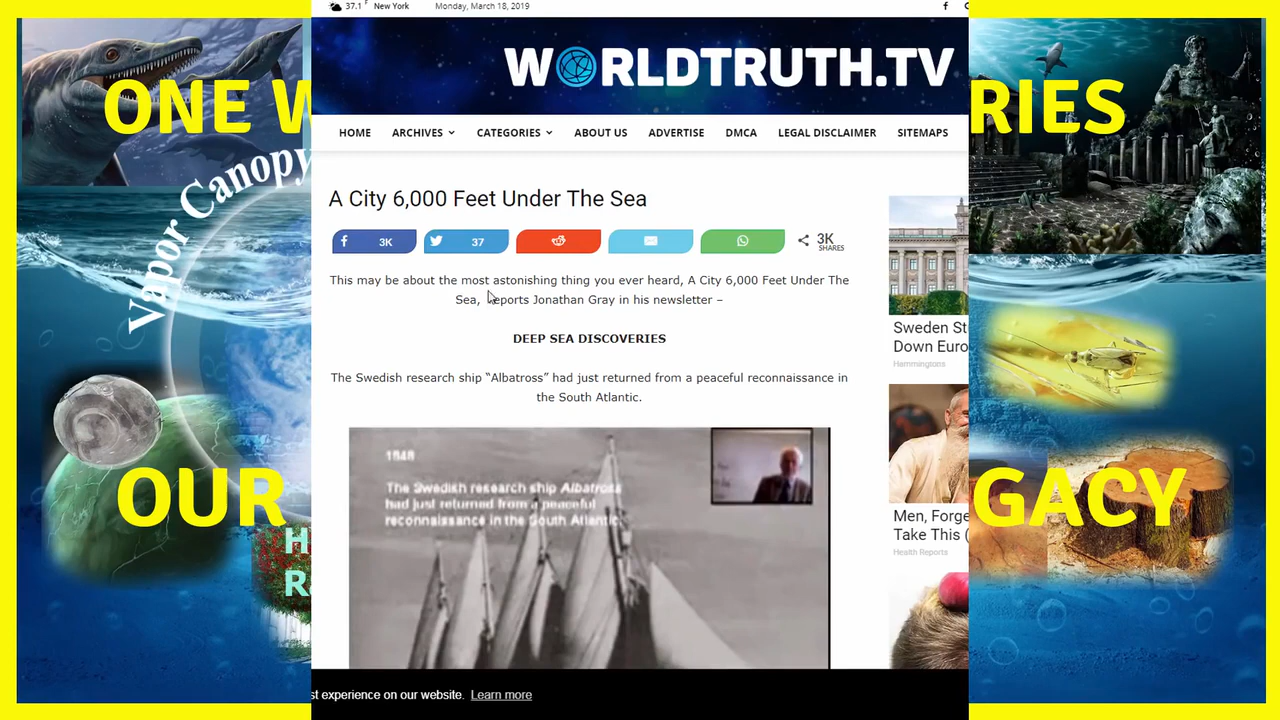 37.1 F New York Monday, March 18, 2019
WORLDTRUTH.TV
HOME ARCHIVES CATEGORIES ABOUT US ADVERTISE DMCA LEGAL DISCLAIMER SITEMAPS
A City 6,000 Feet Under The Sea
3K 37 3K SHARES
This may be about the most astonishing thing you ever heard, A City 6,000 Feet Under The
Sea, reports Jonathan Gray in his newsletter –
DEEP SEA DISCOVERIES
The Swedish research ship “Albatross” had just returned from a peaceful reconnaissance in
the South Atlantic.
The Swedish research ship Albatross
had just returned from a peaceful
reconnaissance in the South Atlantic.
st experience on our website. Learn more
Sweden St
Down Euro
Hammingtons
Men, Forge
Take This (
Health Reports
ONE W
RIES
Vapor Canopy
OUR
GACY
H
R